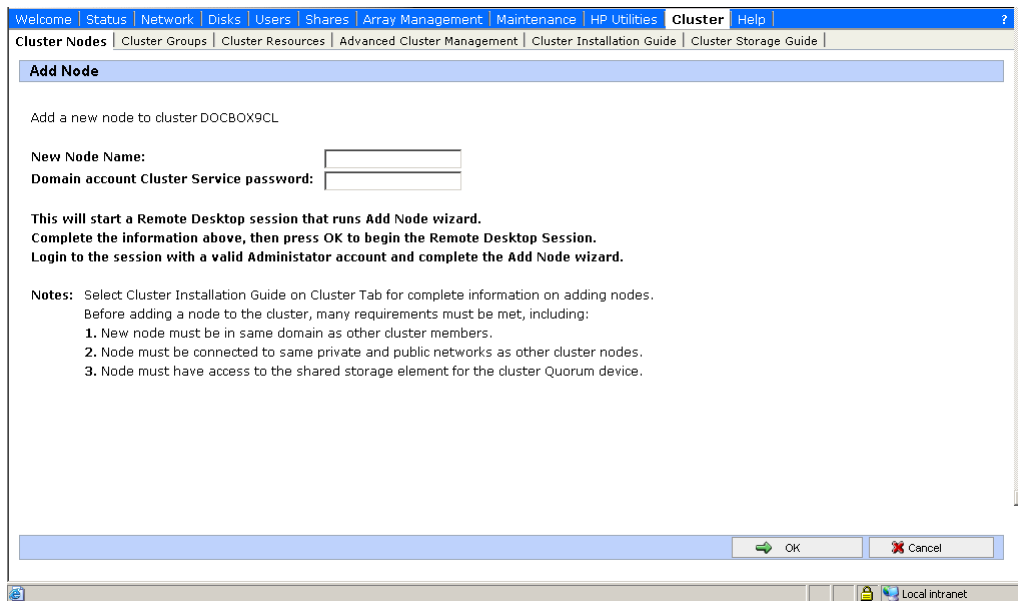 Welcome | Status | Network | Disks | Users | Shares | Array Management | Maintenance | HP Utilities | Cluster | Help | ?
Cluster Nodes | Cluster Groups | Cluster Resources | Advanced Cluster Management | Cluster Installation Guide | Cluster Storage Guide |
Add Node
Add a new node to cluster DOCBOX9CL
New Node Name:
Domain account Cluster Service password:
This will start a Remote Desktop session that runs Add Node wizard.
Complete the information above, then press OK to begin the Remote Desktop Session.
Login to the session with a valid Administator account and complete the Add Node wizard.
Notes: Select Cluster Installation Guide on Cluster Tab for complete information on adding nodes.
Before adding a node to the cluster, many requirements must be met, including:
1. New node must be in same domain as other cluster members.
2. Node must be connected to same private and public networks as other cluster nodes.
3. Node must have access to the shared storage element for the cluster Quorum device.
OK Cancel
Local intranet